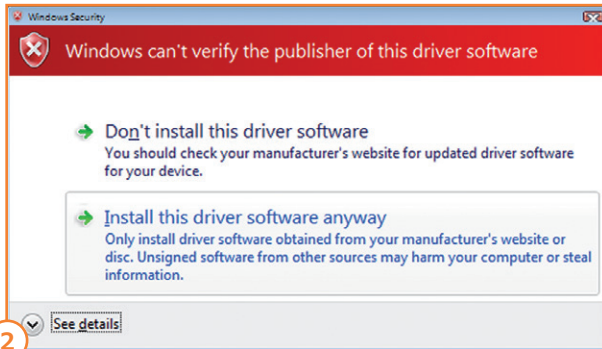 Windows Security
Windows can't verify the publisher of this driver software
Don't install this driver software
You should check your manufacturer's website for updated driver software
for your device.
Install this driver software anyway
Only install driver software obtained from your manufacturer's website or
disc. Unsigned software from other sources may harm your computer or steal
information.
See details
2